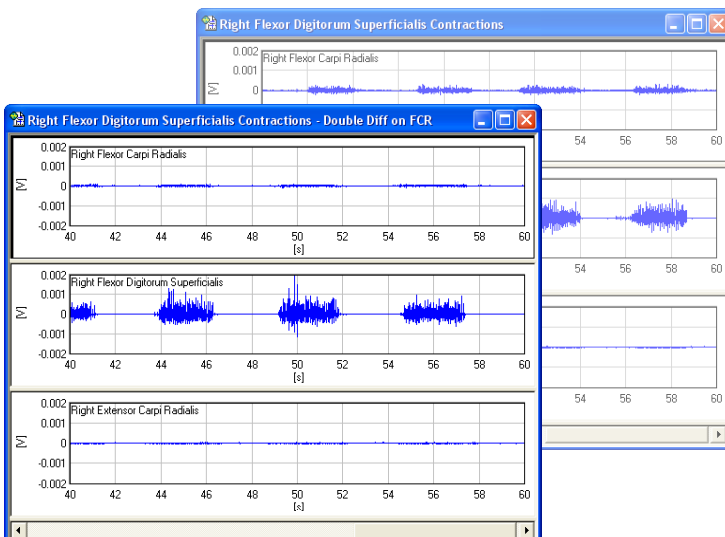 Right Flexor Digitorum Superficialis Contractions
0.002
Right Flexor Carpi Radialis
0.001
[V]
0
54 56 58 60
54 56 58 60
54 56 58 60
Right Flexor Digitorum Superficialis Contractions - Double Diff on FCR
0.002
Right Flexor Carpi Radialis
0.001
[V]
0
-0.001
-0.002
40 42 44 46 48 50 52 54 56 58 60
[s]
0.002
Right Flexor Digitorum Superficialis
0.001
[V]
0
-0.001
-0.002
40 42 44 46 48 50 52 54 56 58 60
[s]
0.002
Right Extensor Carpi Radialis
0.001
[V]
0
-0.001
-0.002
40 42 44 46 48 50 52 54 56 58 60
[s]